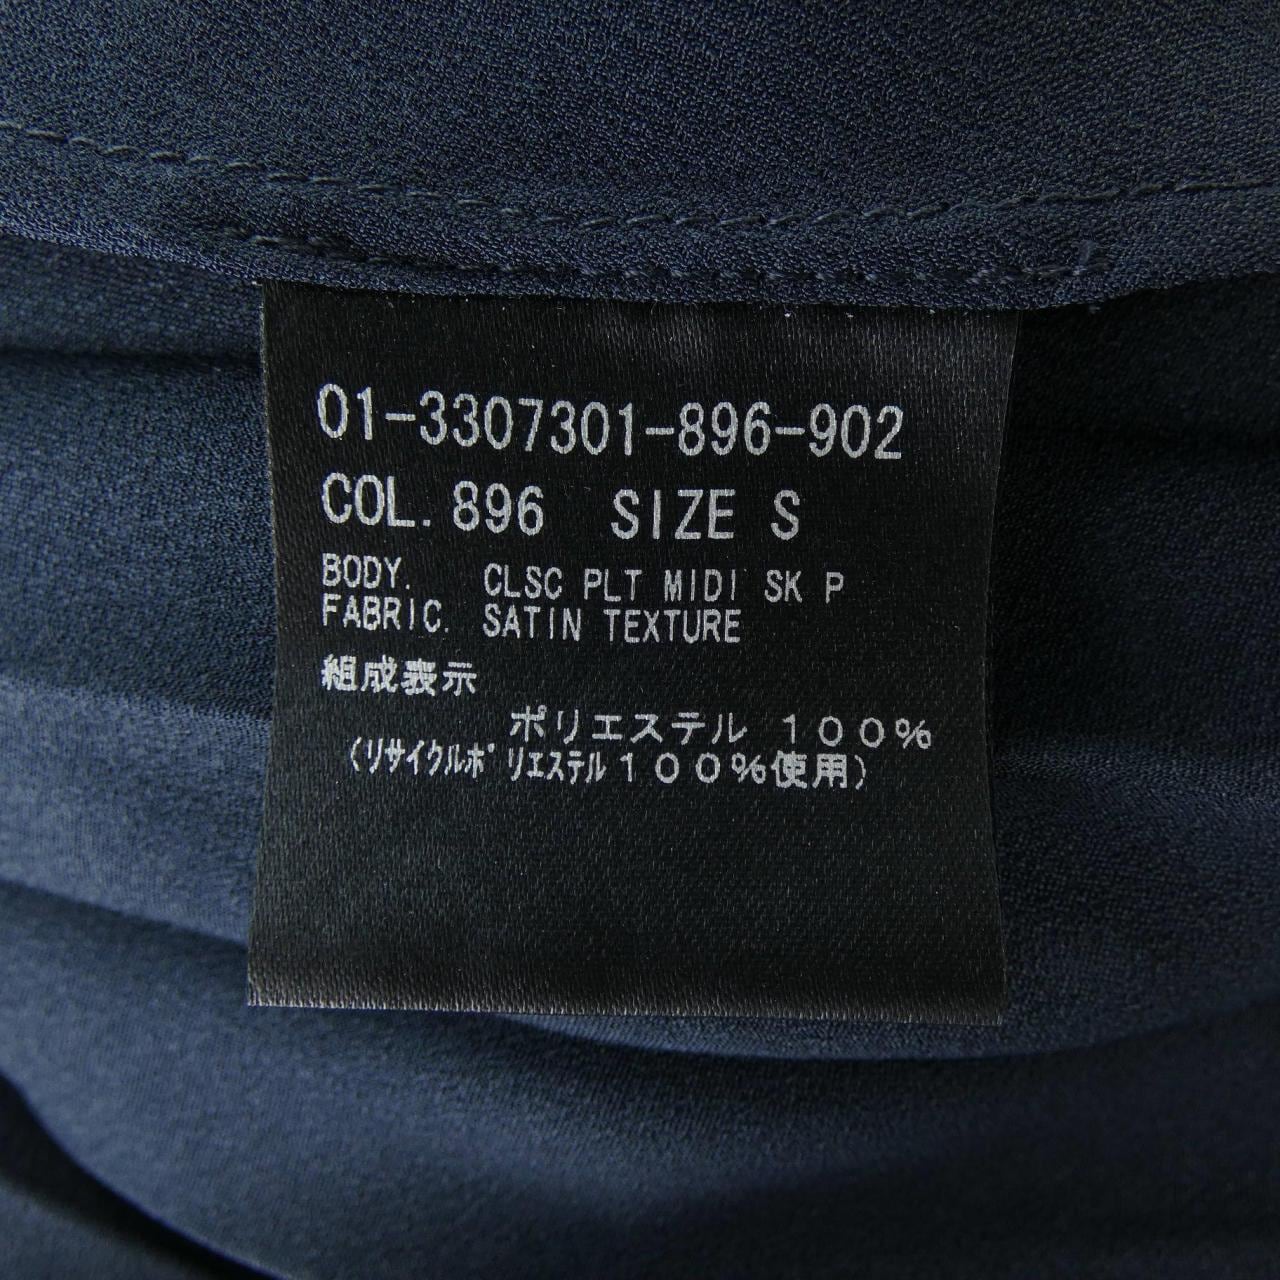 01-3307301-896-902
COL. 896 SIZE S
BODY. CLSC PLT MIDI SK P
FABRIC. SATIN TEXTURE
組成表示
ポリエステル １００％
（ﾘｻｲｸﾙﾎﾟﾘｴｽﾃﾙ１００％使用）